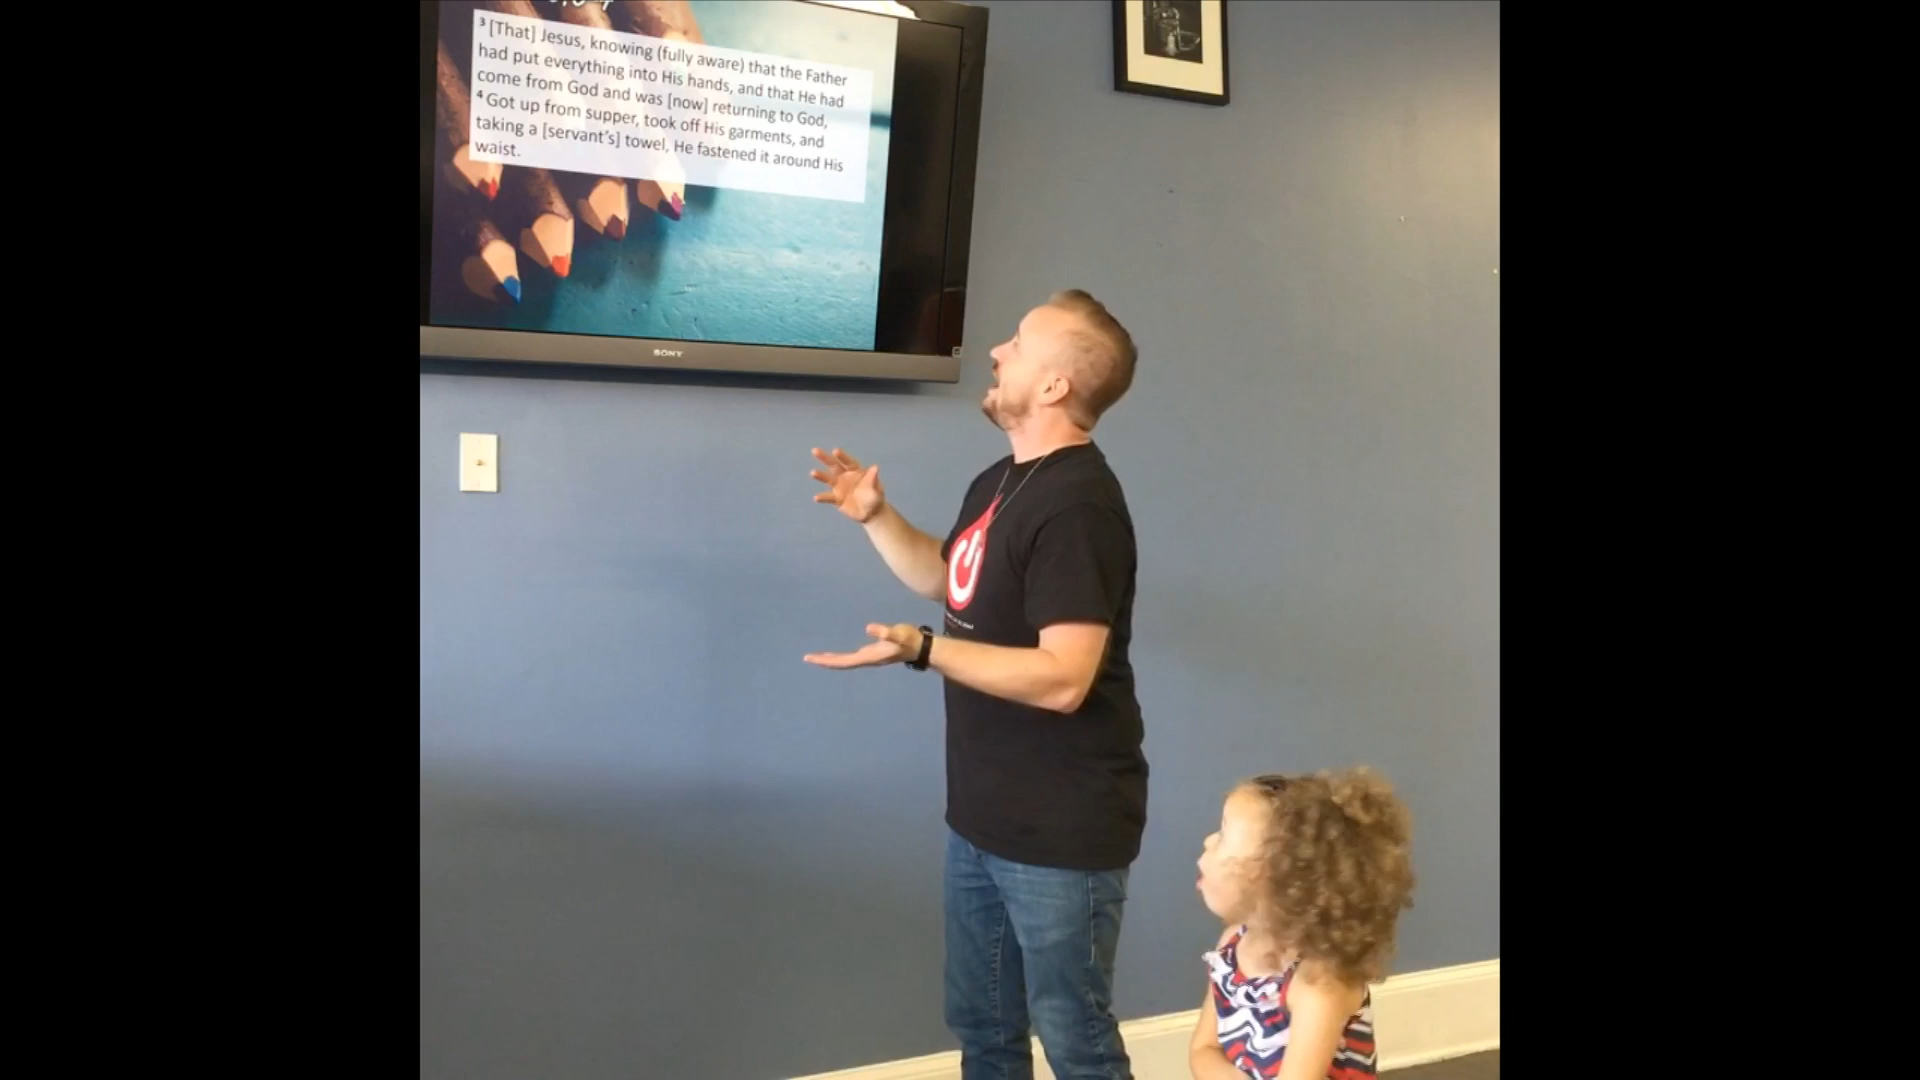 ³ [That] Jesus, knowing (fully aware) that the Father
had put everything into His hands, and that He had
come from God and was [now] returning to God,
⁴ Got up from supper, took off His garments, and
taking a [servant's] towel, He fastened it around His
waist.
SONY